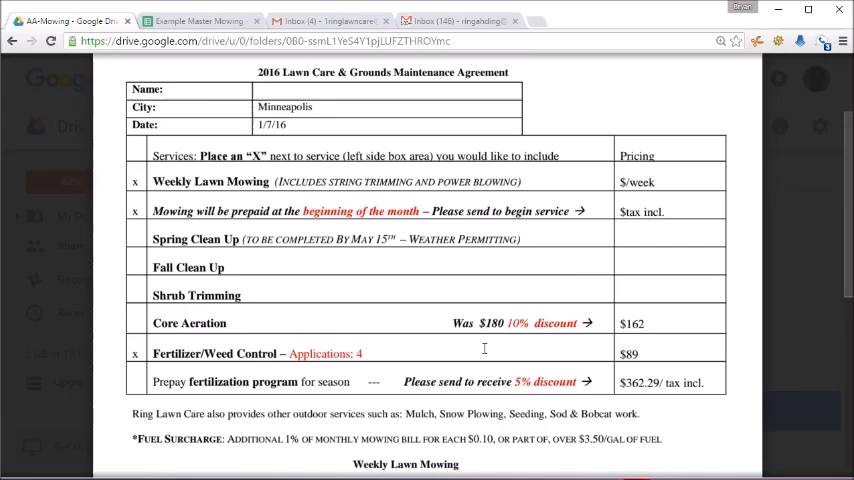 Bryan
AA-Mowing - Google Driv
Example Master Mowing -
Inbox (4) - 1ringlawncare@
Inbox (146) - ringahding@
https://drive.google.com/drive/u/0/folders/0B0-ssmL1YeS4Y1pjLUFZTHROYmc
3
2016 Lawn Care & Grounds Maintenance Agreement
Name:
City: Minneapolis
Date: 1/7/16
Services: Place an “X” next to service (left side box area) you would like to include Pricing
x Weekly Lawn Mowing (INCLUDES STRING TRIMMING AND POWER BLOWING) $/week
x Mowing will be prepaid at the beginning of the month – Please send to begin service → $tax incl.
Spring Clean Up (TO BE COMPLETED BY MAY 15TH – WEATHER PERMITTING)
Fall Clean Up
Shrub Trimming
Core Aeration Was $180 10% discount → $162
x Fertilizer/Weed Control – Applications: 4 $89
Prepay fertilization program for season --- Please send to receive 5% discount → $362.29/ tax incl.
Ring Lawn Care also provides other outdoor services such as: Mulch, Snow Plowing, Seeding, Sod & Bobcat work.
*FUEL SURCHARGE: ADDITIONAL 1% OF MONTHLY MOWING BILL FOR EACH $0.10, OR PART OF, OVER $3.50/GAL OF FUEL
Weekly Lawn Mowing